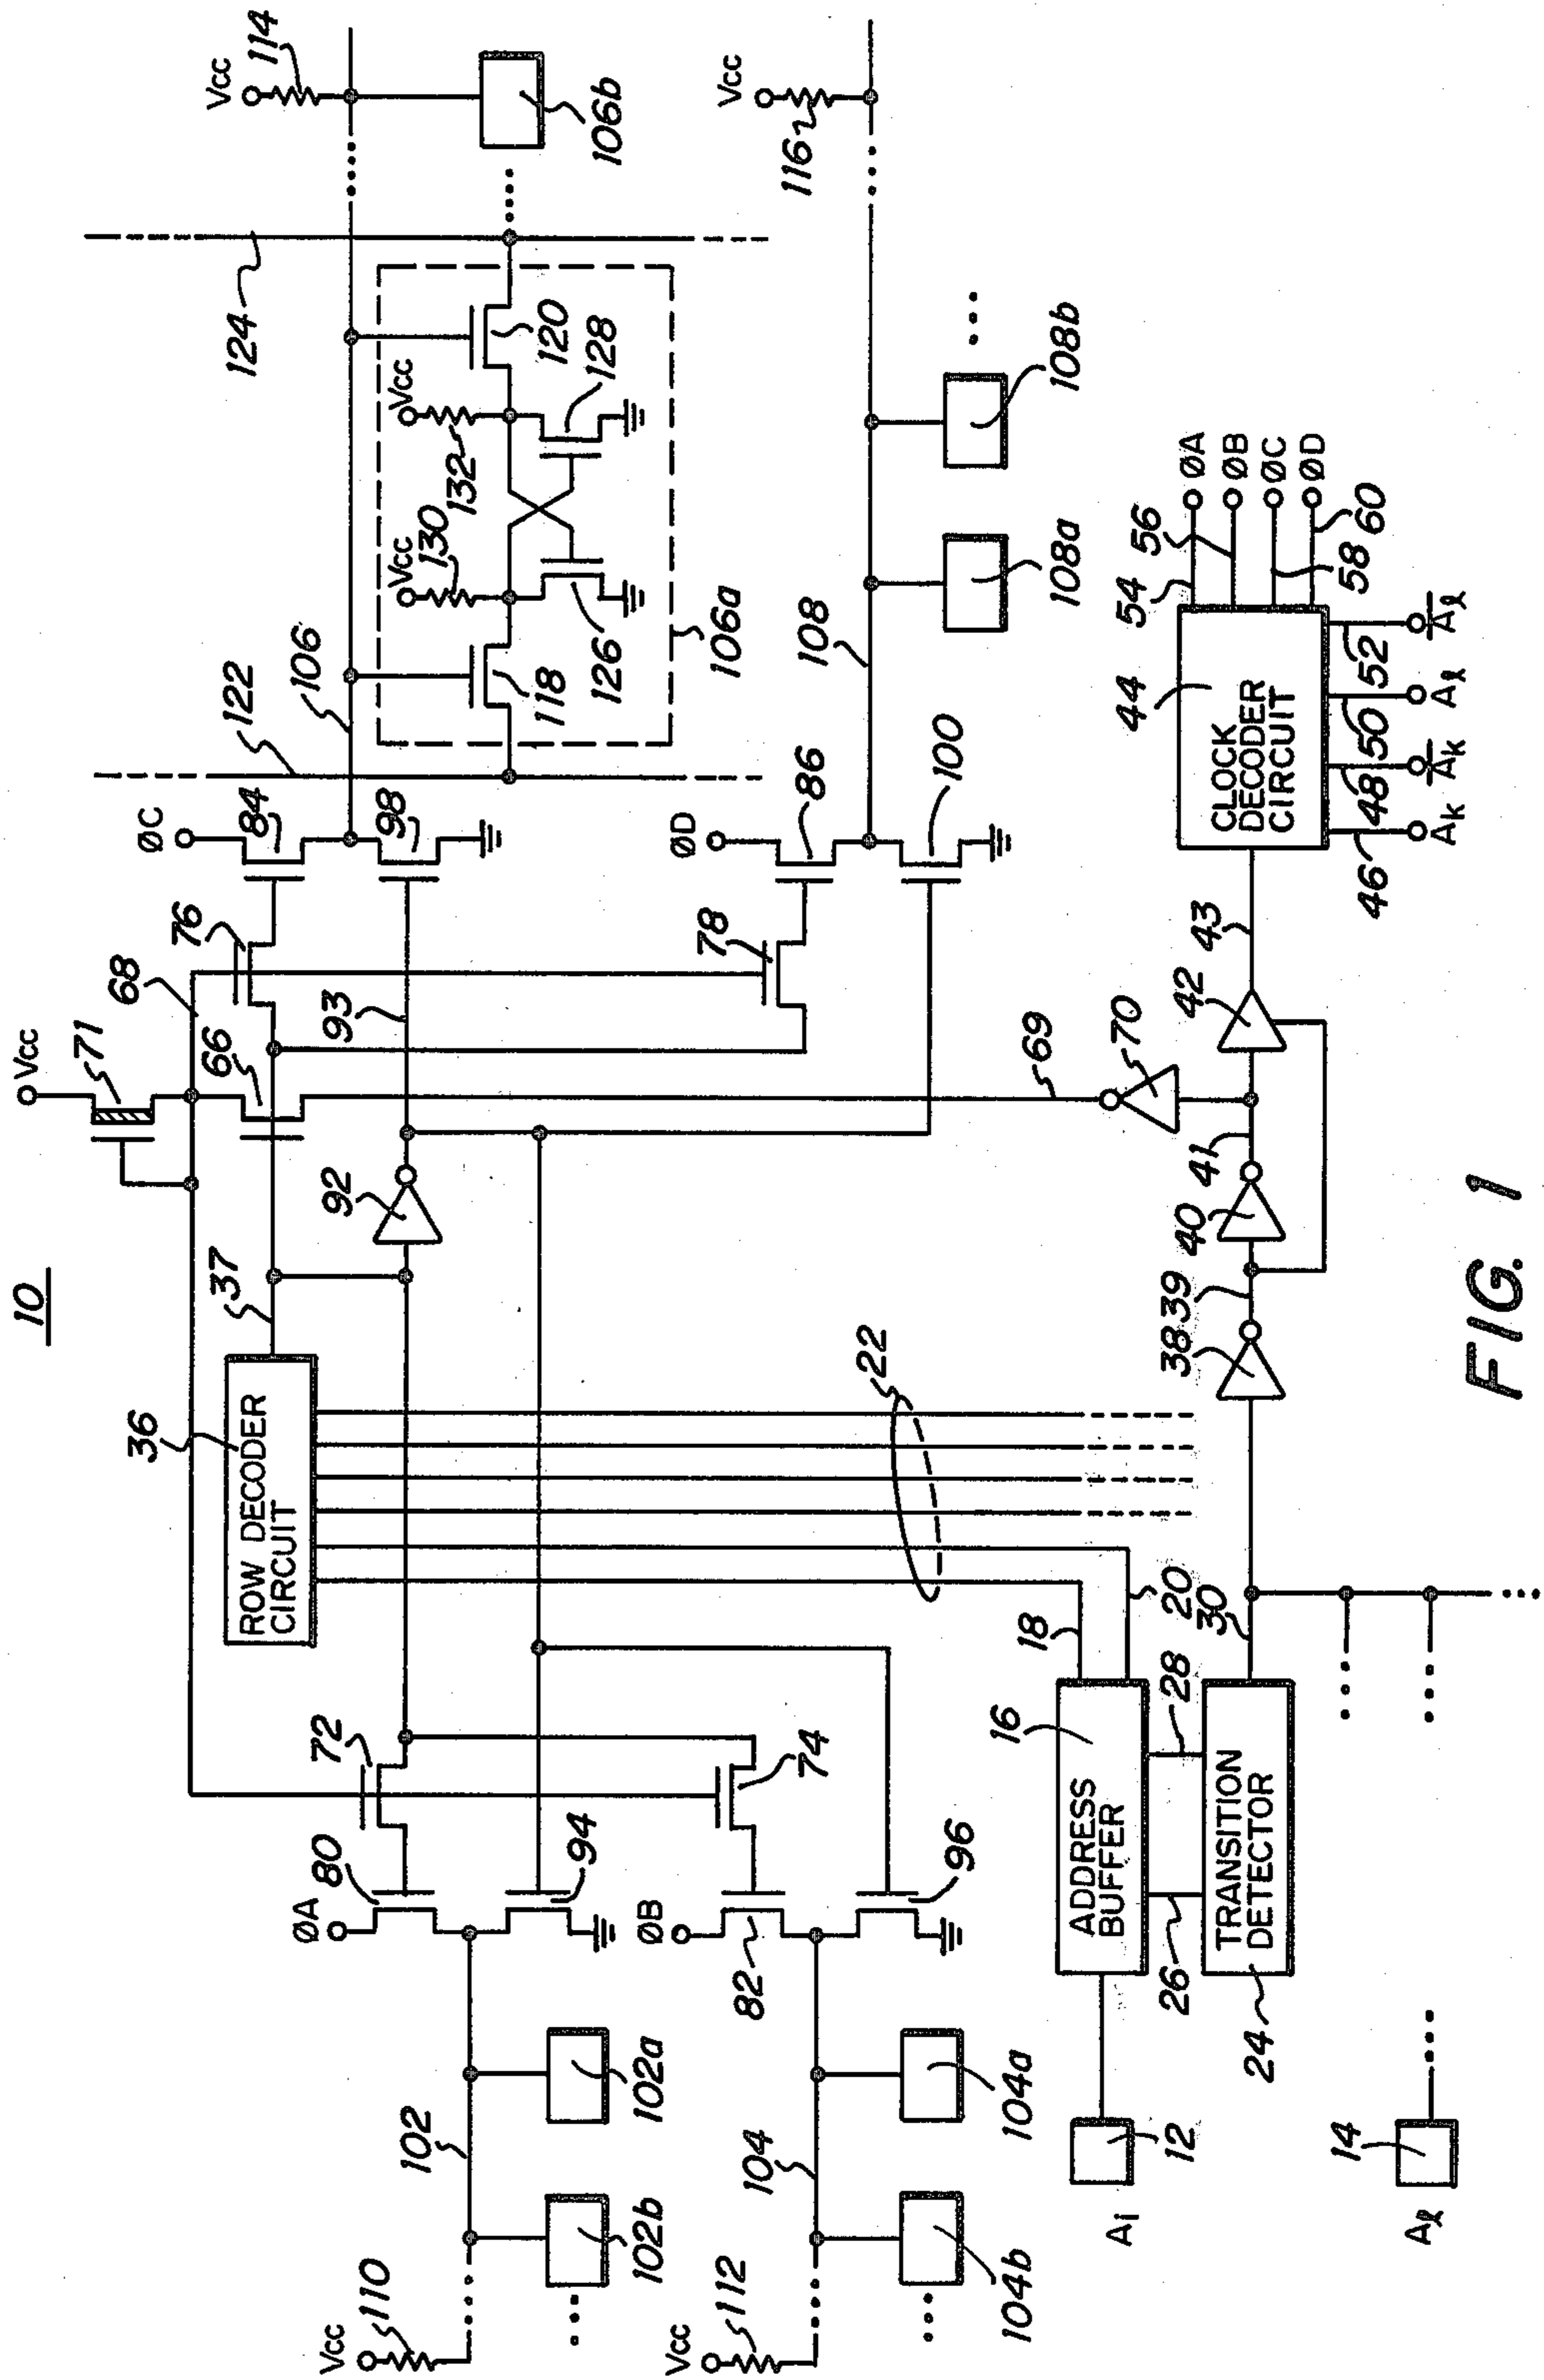 10
Vcc
71
68
66
76
ØC
84
98
122
106
124
Vcc
114
106b
Vcc
130
Vcc
132
118
126
120
128
106a
36
ROW DECODER
CIRCUIT
37
92
93
72
80
ØA
94
102
102a
102b
Vcc
110
74
ØB
82
96
104
104a
104b
Vcc
112
78
ØD
86
100
108
108a
108b
Vcc
116
22
18
20
16
ADDRESS
BUFFER
12
A1
26
28
TRANSITION
DETECTOR
24
30
14
Aℓ
38
39
40
41
70
69
42
43
44
CLOCK
DECODER
CIRCUIT
54
ØA
56
ØB
ØC
58
ØD
60
46
48
50
52
Ak
A̅k
Aℓ
A̅ℓ
FIG. 1